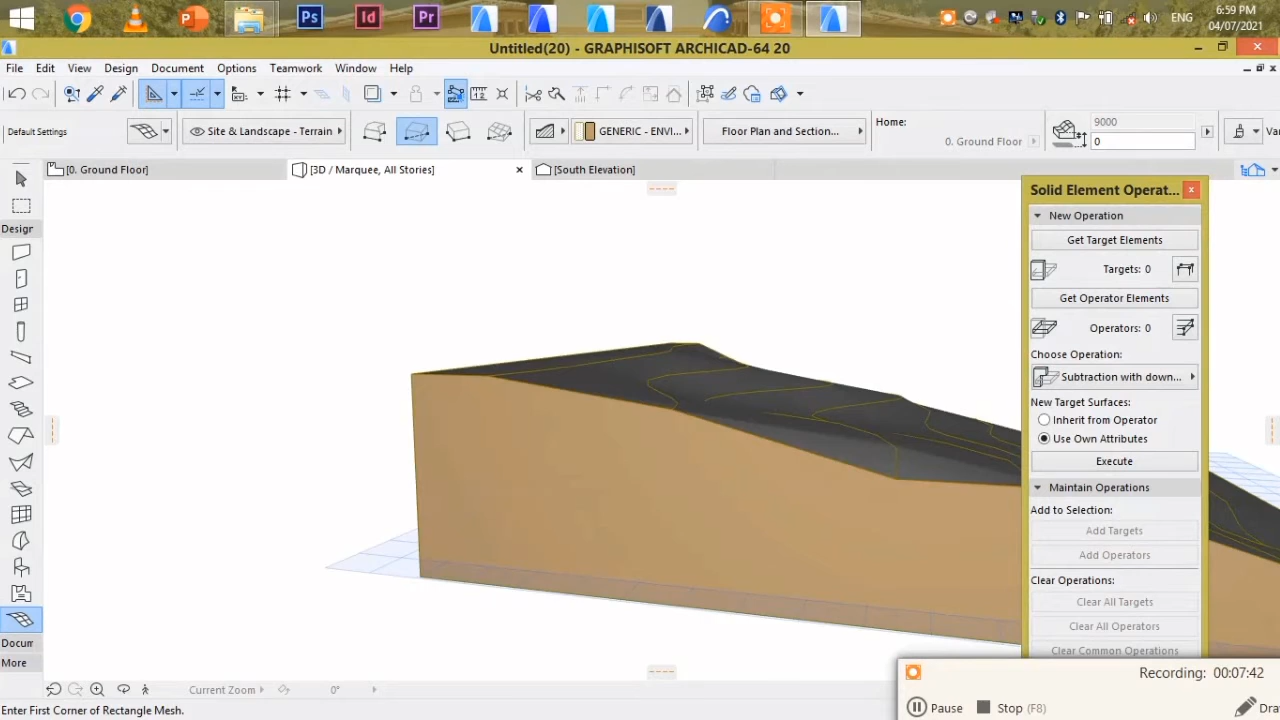 Ps
Id
Pr
ENG
6:59 PM
04/07/2021
Untitled(20) - GRAPHISOFT ARCHICAD-64 20
File Edit View Design Document Options Teamwork Window Help
Default Settings
Site & Landscape - Terrain
GENERIC - ENVI...
Floor Plan and Section...
Home:
0. Ground Floor
9000
0
Va
[0. Ground Floor]
[3D / Marquee, All Stories]
[South Elevation]
Solid Element Operat...
Design
New Operation
Get Target Elements
Targets: 0
Get Operator Elements
Operators: 0
Choose Operation:
Subtraction with down...
New Target Surfaces:
Inherit from Operator
Use Own Attributes
Execute
Maintain Operations
Add to Selection:
Add Targets
Add Operators
Clear Operations:
Clear All Targets
Clear All Operators
Clear Common Operations
Docum
More
Current Zoom
0°
Enter First Corner of Rectangle Mesh.
Recording: 00:07:42
Pause
Stop (F8)
Dra